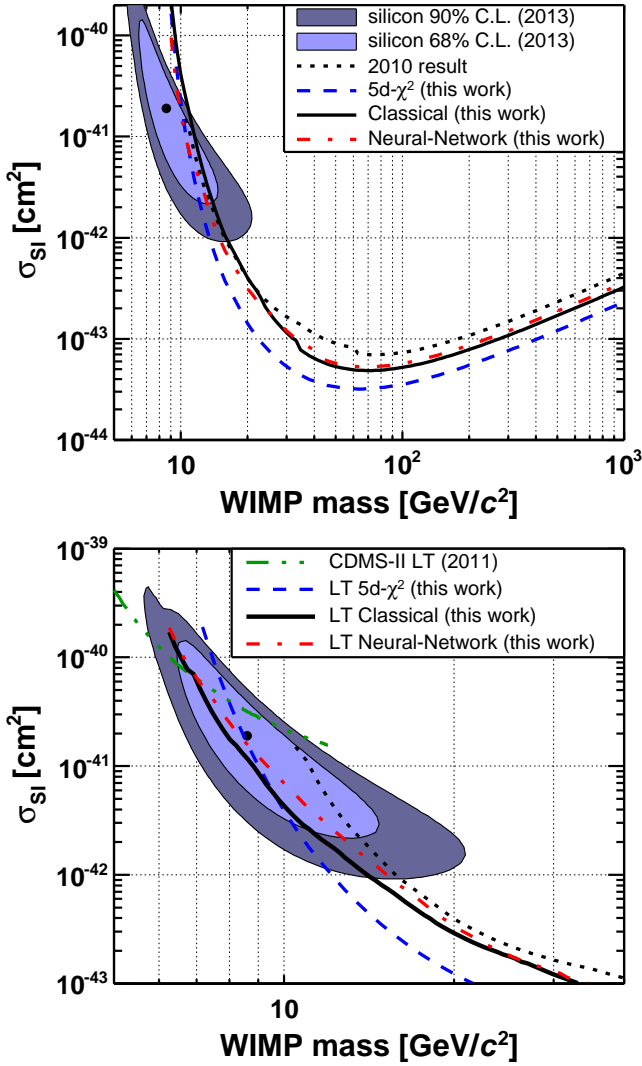 silicon 90% C.L. (2013)
silicon 68% C.L. (2013)
2010 result
5d-χ² (this work)
Classical (this work)
Neural-Network (this work)
σ_SI [cm²]
10⁻⁴⁰
10⁻⁴¹
10⁻⁴²
10⁻⁴³
10⁻⁴⁴
10 10² 10³
WIMP mass [GeV/c²]
CDMS-II LT (2011)
LT 5d-χ² (this work)
LT Classical (this work)
LT Neural-Network (this work)
σ_SI [cm²]
10⁻³⁹
10⁻⁴⁰
10⁻⁴¹
10⁻⁴²
10⁻⁴³
10
WIMP mass [GeV/c²]